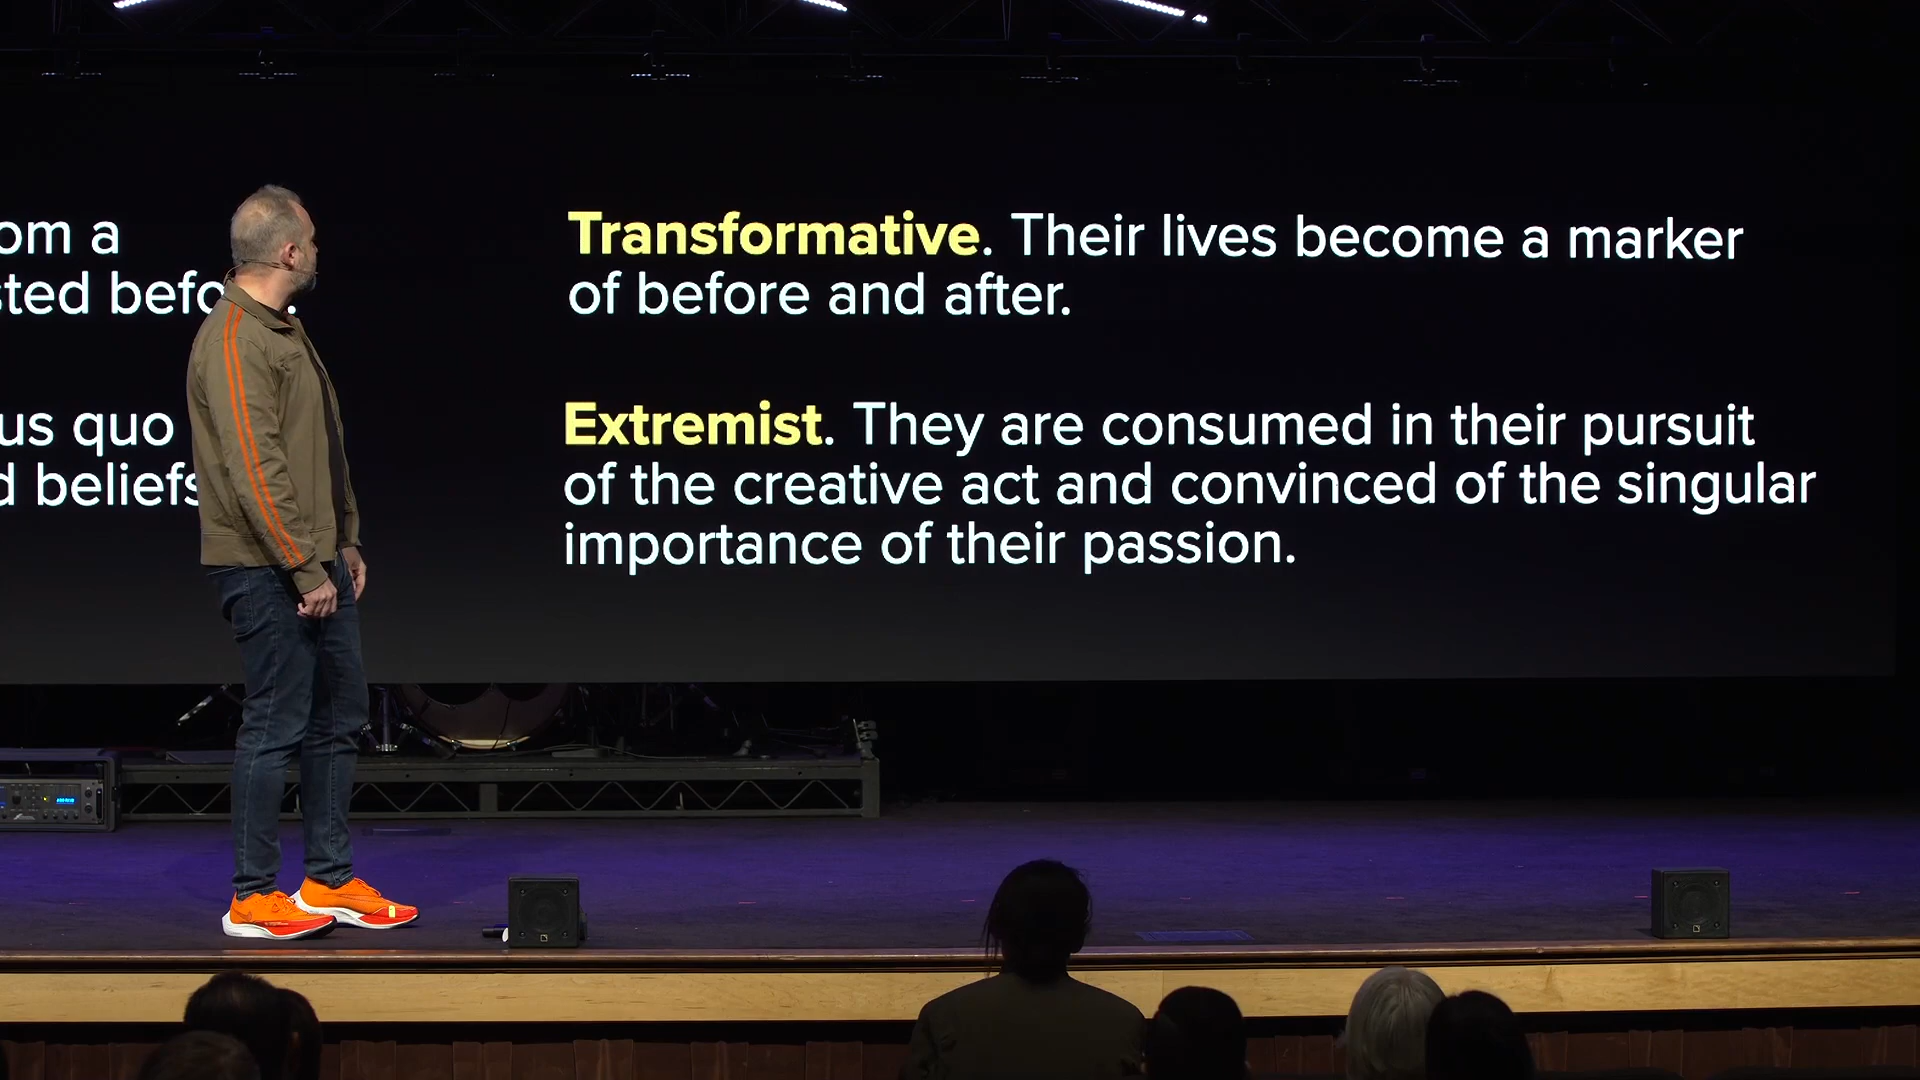 om a
sted befo
us quo
d beliefs
Transformative. Their lives become a marker
of before and after.
Extremist. They are consumed in their pursuit
of the creative act and convinced of the singular
importance of their passion.